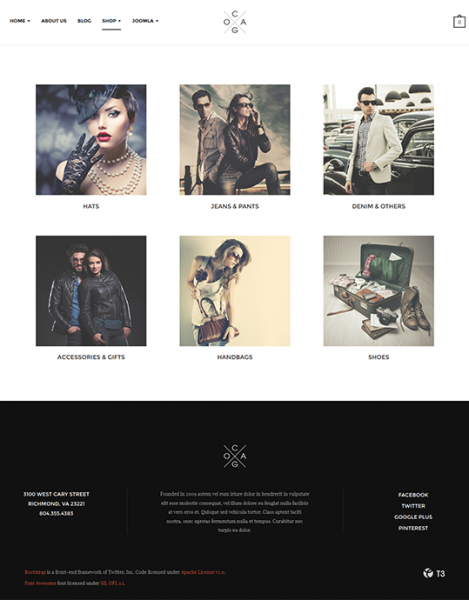 HOME ABOUT US BLOG SHOP JOOMLA
C
O A
G
0
HATS JEANS & PANTS DENIM & OTHERS
ACCESSORIES & GIFTS HANDBAGS SHOES
C
O A
G
3100 WEST CARY STREET
RICHMOND, VA 23221
804.355.4383
Founded in 2009 autem vel eum iriure dolor in hendrerit in vulputate
elit esse molestie consequat, vel illum dolore eu feugiat nulla facilisis
at vero eros et. Quisque sed vehicula tortor. Class aptent taciti
nostra, onec egestas fermentum nulla et tempus. Curabitur nec
turpis eu dolor.
FACEBOOK
TWITTER
GOOGLE PLUS
PINTEREST
Bootstrap is a front-end framework of Twitter, Inc. Code licensed under Apache License v2.0.
Font Awesome font licensed under SIL OFL 1.1.
T3